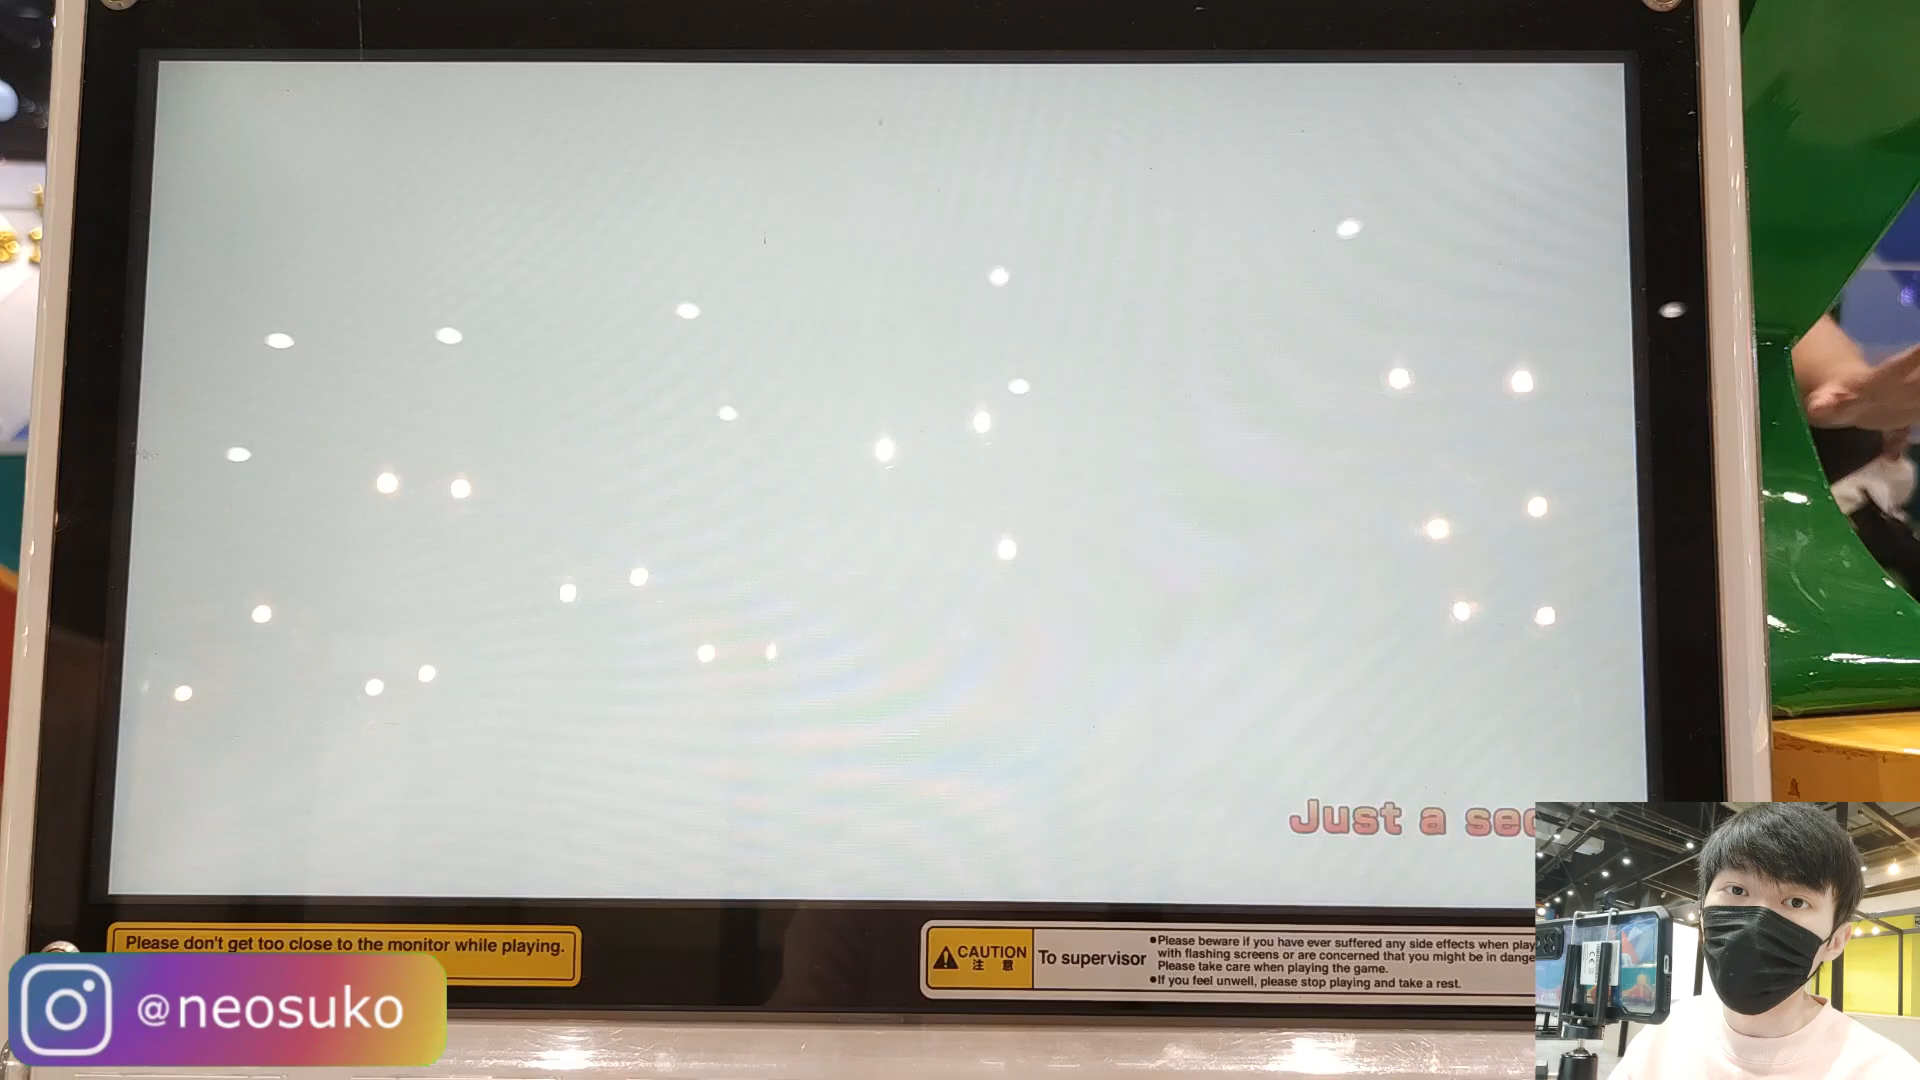 Just a sec
Please don't get too close to the monitor while playing.
CAUTION
注 意
To supervisor
•Please beware if you have ever suffered any side effects when play
with flashing screens or are concerned that you might be in dange
Please take care when playing the game.
•If you feel unwell, please stop playing and take a rest.
@neosuko